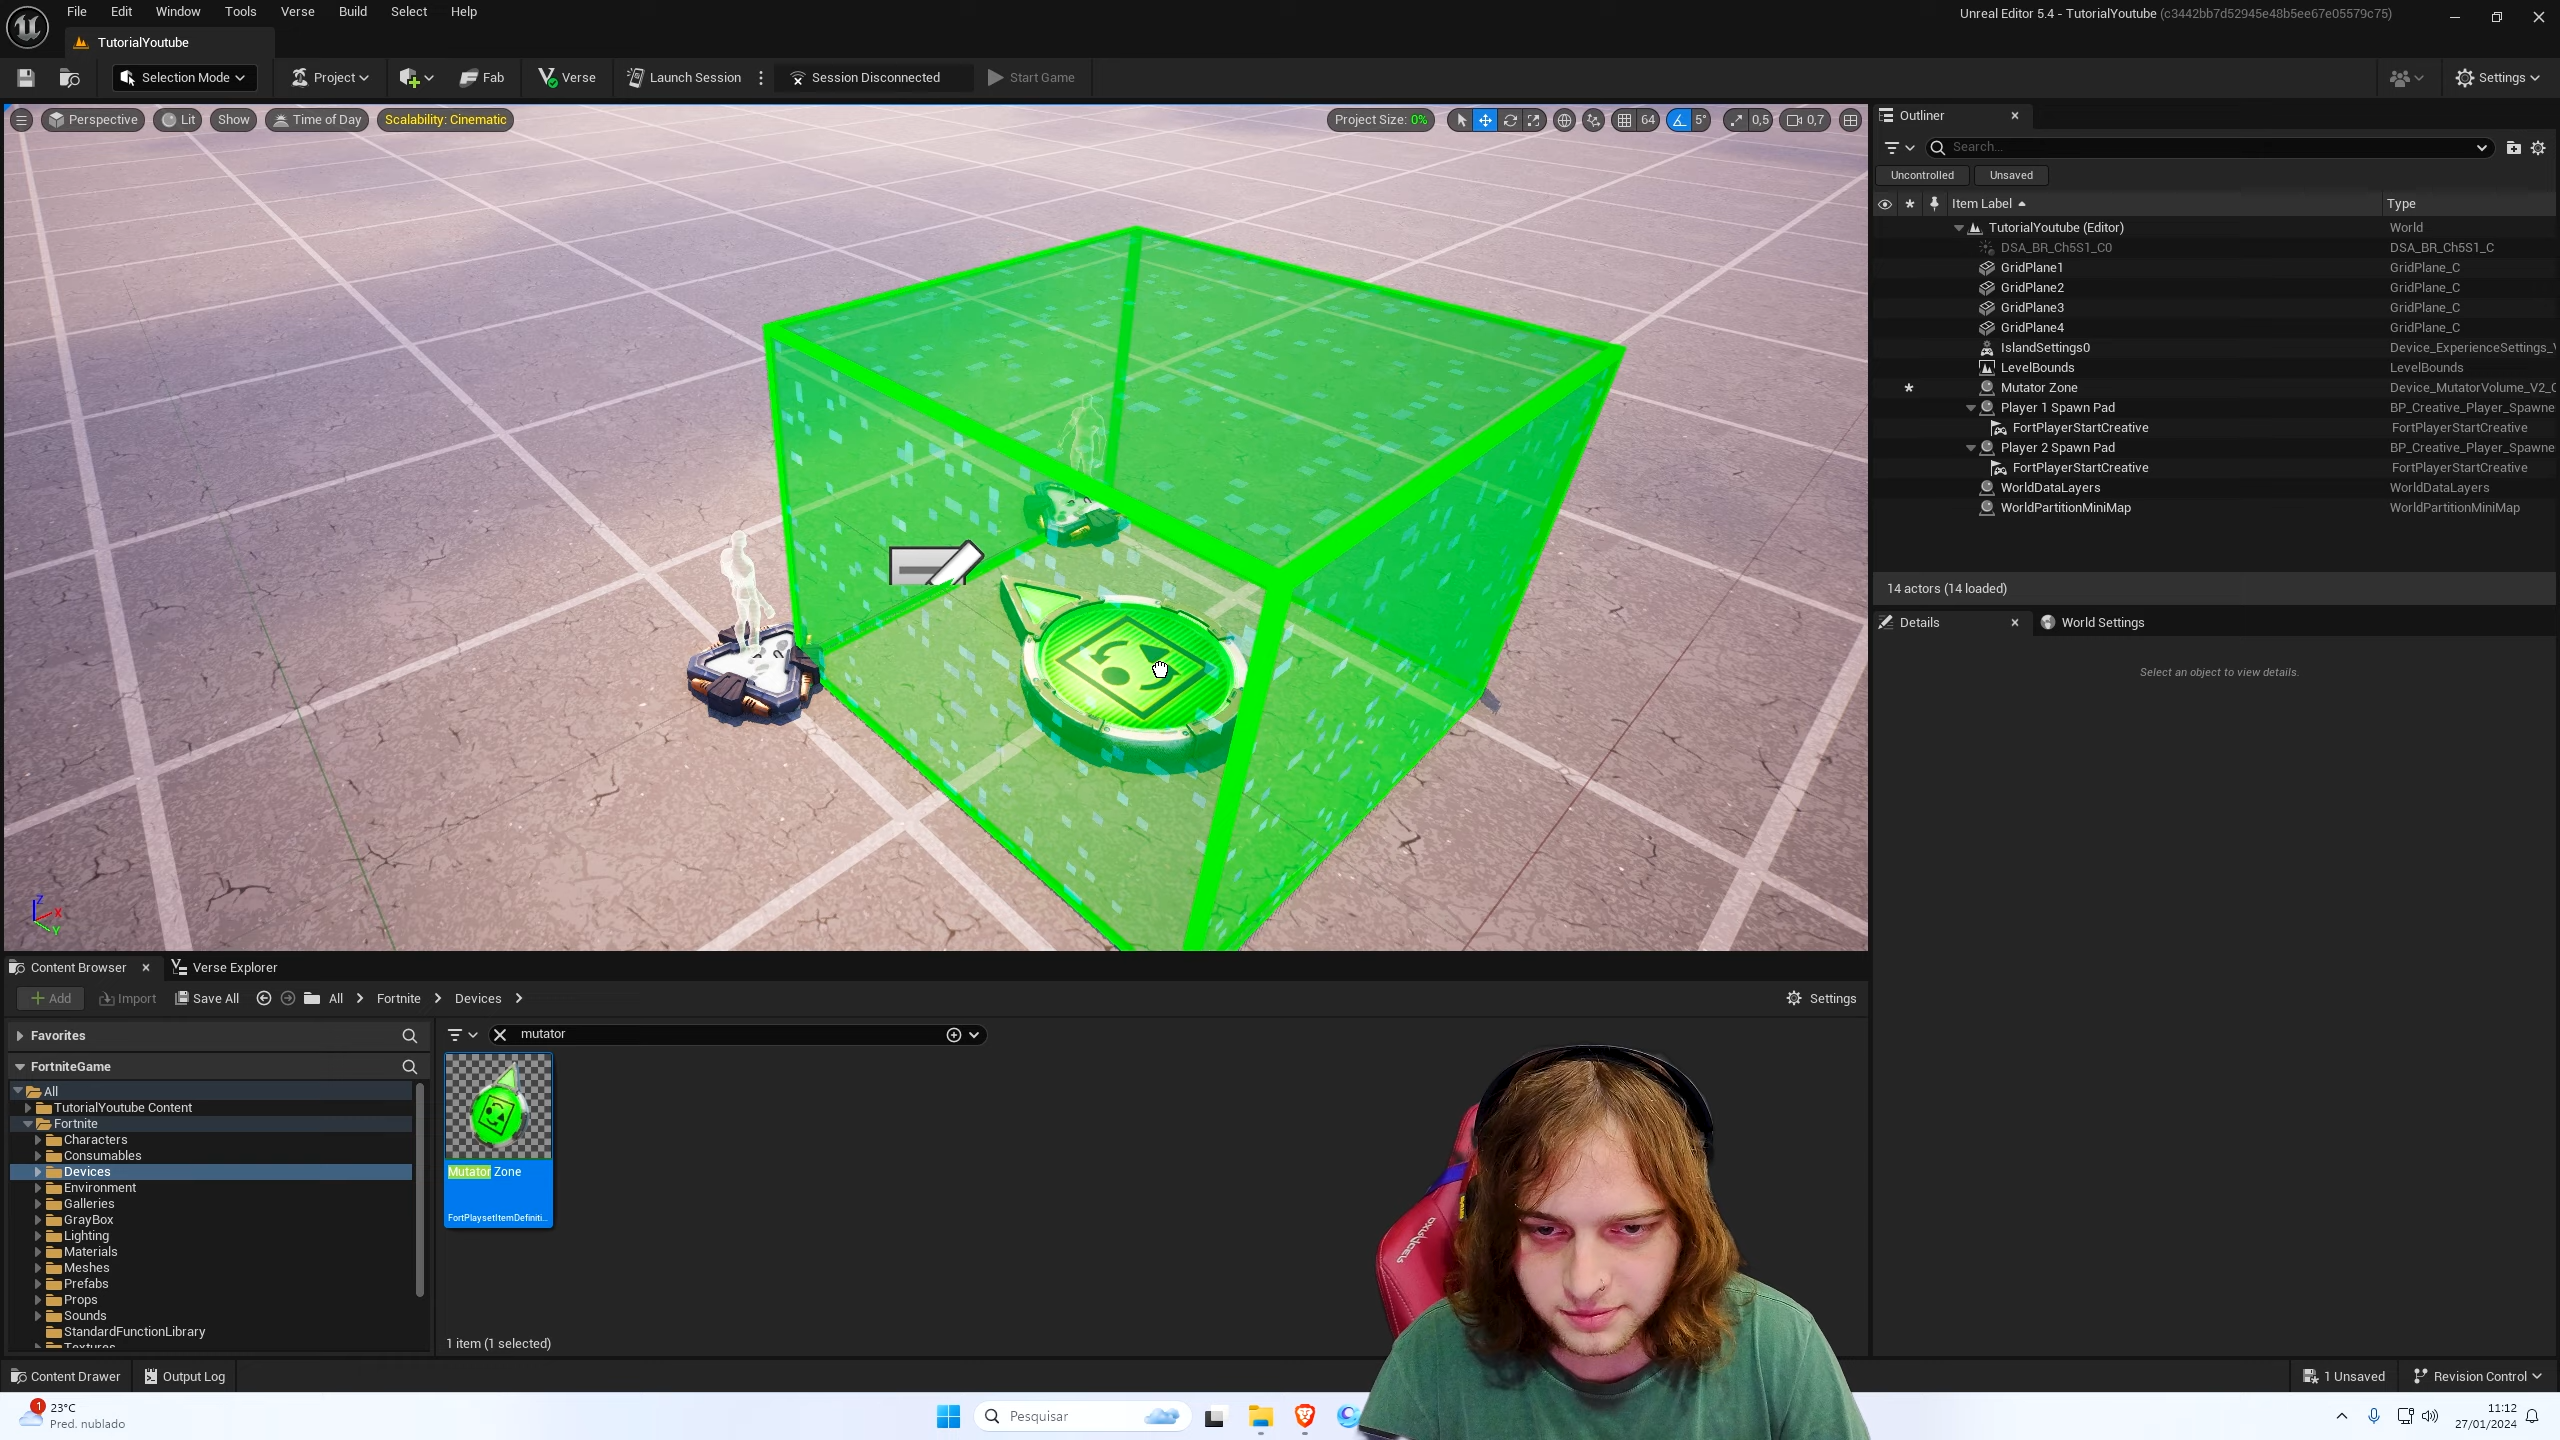 File Edit Window Tools Verse Build Select Help
Unreal Editor 5.4 - TutorialYoutube (c3442bb7d52945e48b5ee67e05579c75)
TutorialYoutube
Selection Mode Project Fab Verse Launch Session Session Disconnected Start Game Settings
Perspective Lit Show Time of Day Scalability: Cinematic Project Size: 0% 64 5° 0,5 0,7
Outliner
Search...
Uncontrolled Unsaved
Item Label Type
TutorialYoutube (Editor) World
DSA_BR_Ch5S1_C0 DSA_BR_Ch5S1_C
GridPlane1 GridPlane_C
GridPlane2 GridPlane_C
GridPlane3 GridPlane_C
GridPlane4 GridPlane_C
IslandSettings0 Device_ExperienceSettings_V
LevelBounds LevelBounds
Mutator Zone Device_MutatorVolume_V2_C
Player 1 Spawn Pad BP_Creative_Player_Spawne
FortPlayerStartCreative FortPlayerStartCreative
Player 2 Spawn Pad BP_Creative_Player_Spawne
FortPlayerStartCreative FortPlayerStartCreative
WorldDataLayers WorldDataLayers
WorldPartitionMiniMap WorldPartitionMiniMap
14 actors (14 loaded)
Details World Settings
Select an object to view details.
Z
X
Y
Content Browser Verse Explorer
Add Import Save All All Fortnite Devices Settings
Favorites
mutator
FortniteGame
All
TutorialYoutube Content
Fortnite
Characters
Consumables
Devices
Environment
Galleries
GrayBox
Lighting
Materials
Meshes
Prefabs
Props
Sounds
StandardFunctionLibrary
Textures
Mutator Zone
FortPlaysetItemDefiniti...
1 item (1 selected)
Content Drawer Output Log 1 Unsaved Revision Control
1
23°C
Pred. nublado
Pesquisar
11:12
27/01/2024